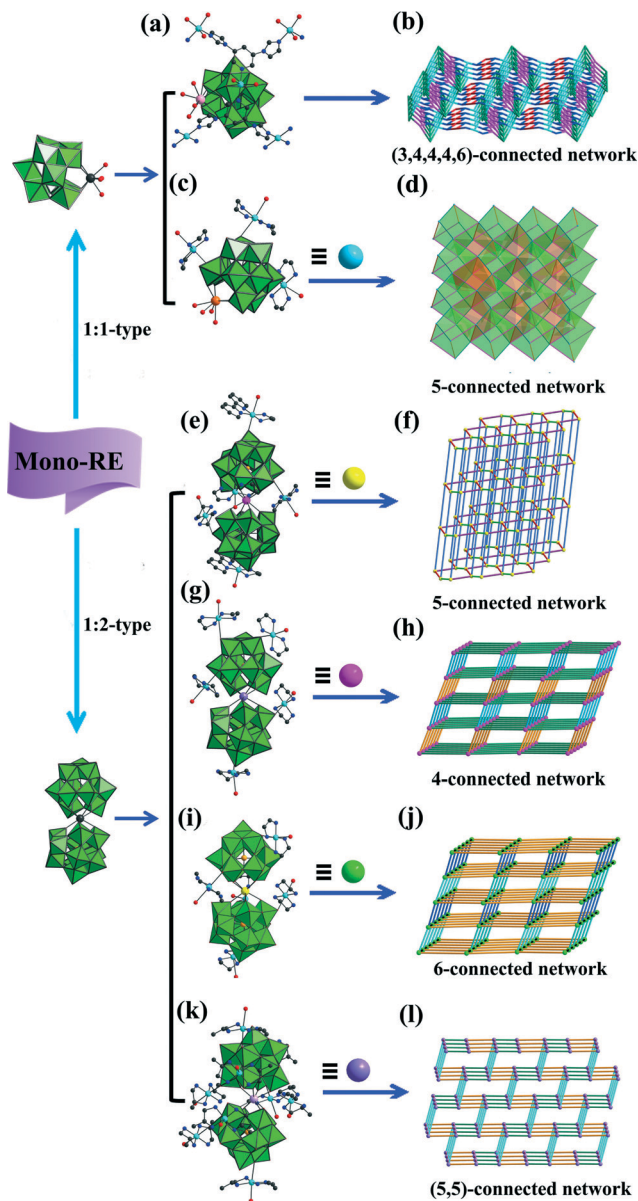 (a)
(b)
(3,4,4,4,6)-connected network
(c)
(d)
1:1-type
5-connected network
Mono-RE
(e)
(f)
5-connected network
1:2-type
(g)
(h)
4-connected network
(i)
(j)
6-connected network
(k)
(l)
(5,5)-connected network